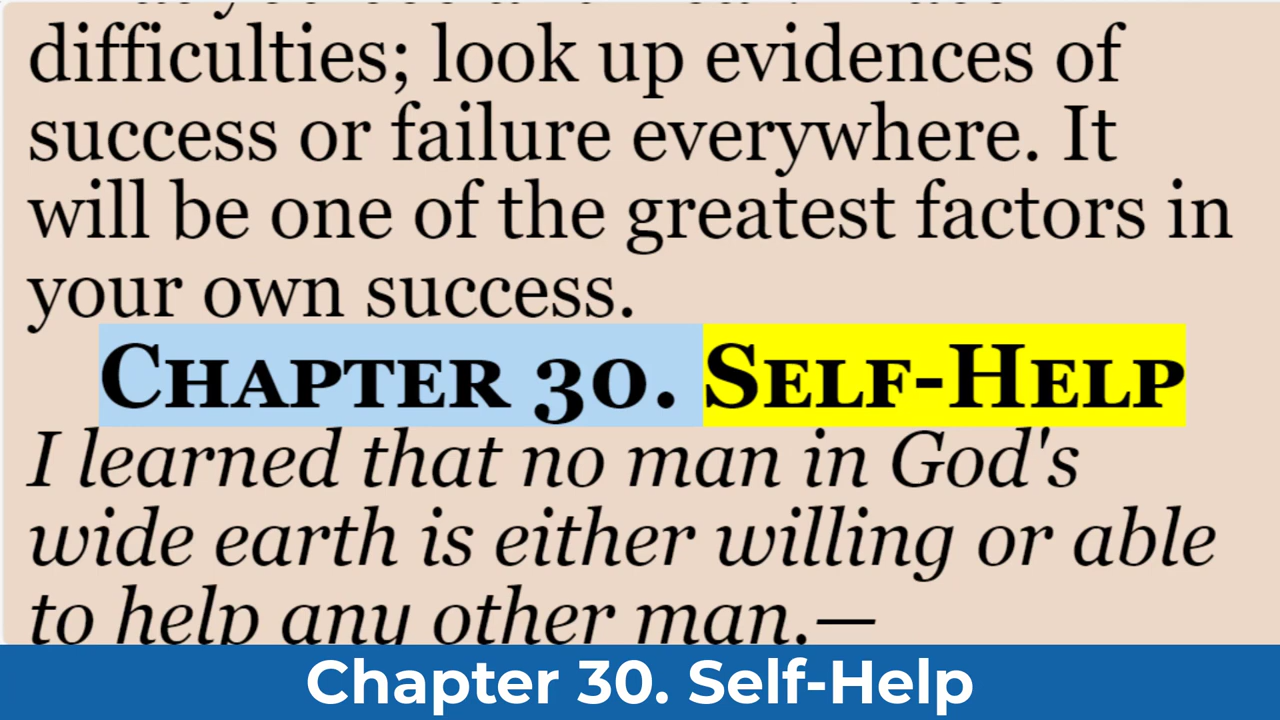 difficulties; look up evidences of
success or failure everywhere. It
will be one of the greatest factors in
your own success.
Chapter 30. Self-Help
I learned that no man in God's
wide earth is either willing or able
to help any other man.—
Chapter 30. Self-Help